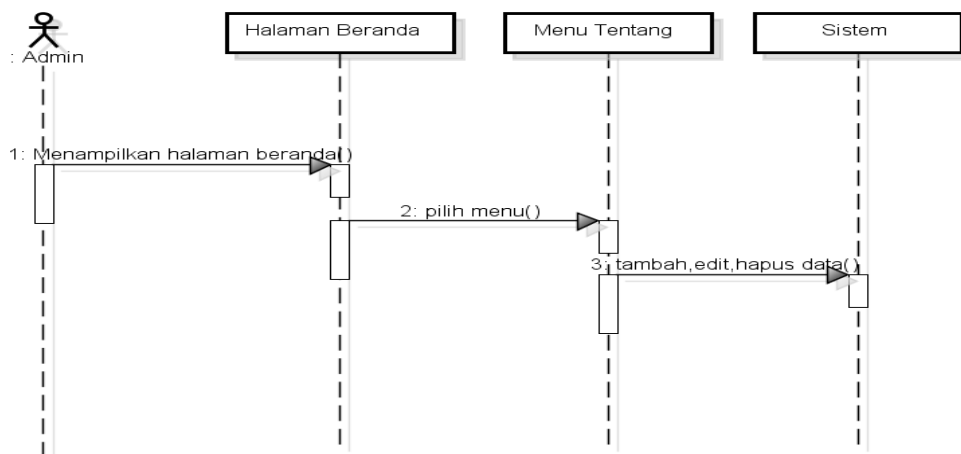 Halaman Beranda
Menu Tentang
Sistem
: Admin
1: Menampilkan halaman beranda()
2: pilih menu()
3: tambah,edit,hapus data()